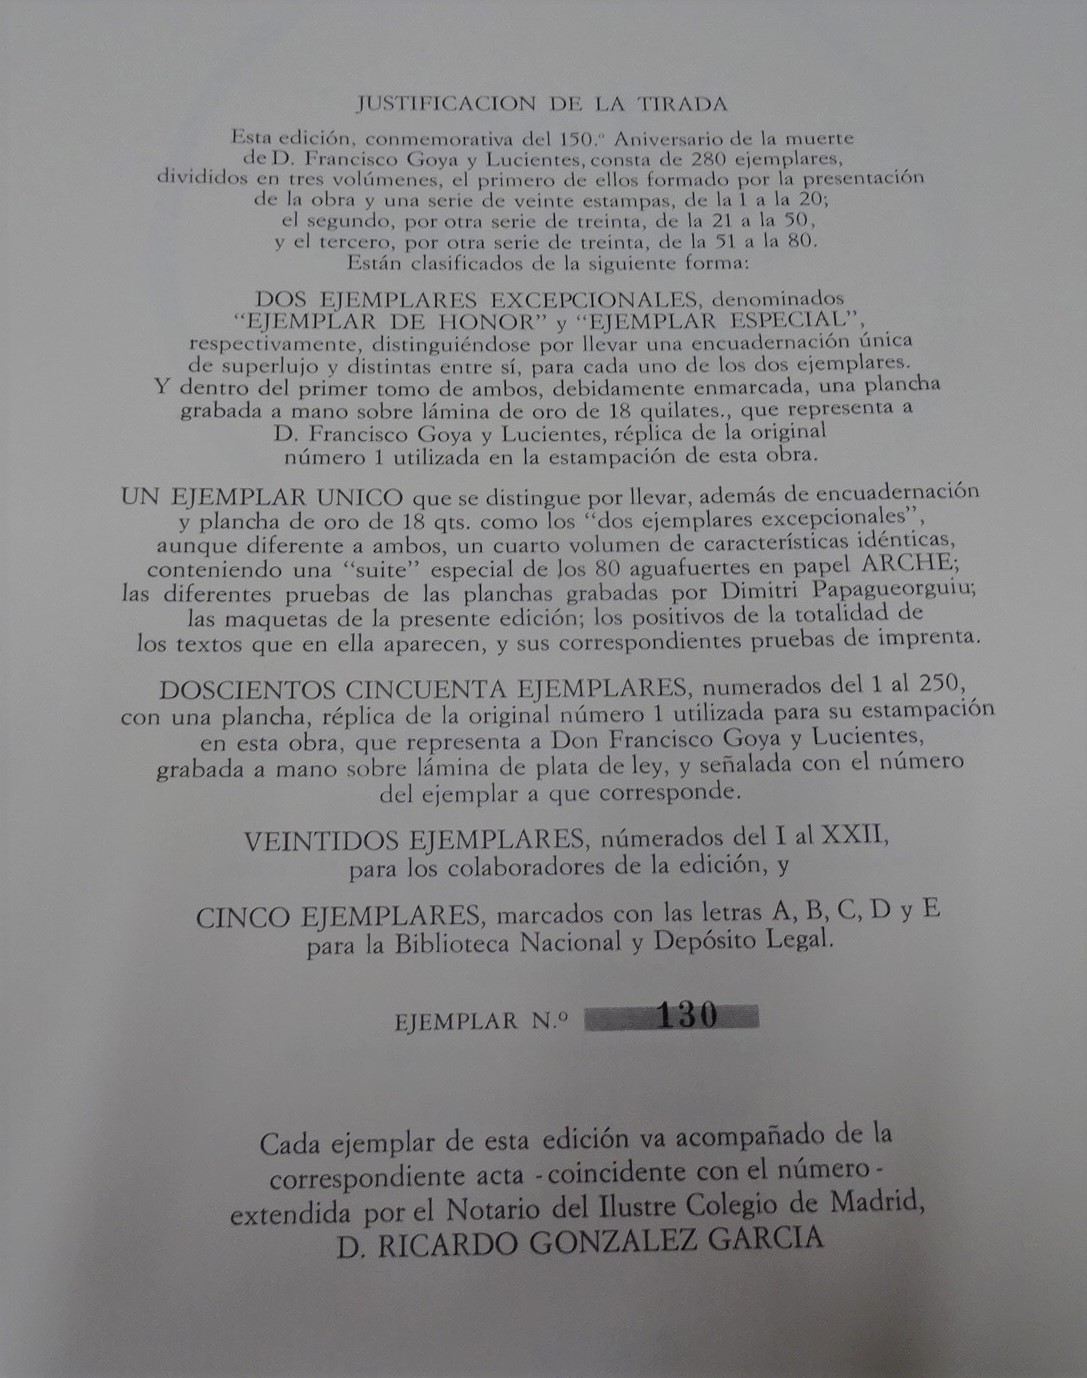 JUSTIFICACION DE LA TIRADA
Esta edición, conmemorativa del 150.º Aniversario de la muerte
de D. Francisco Goya y Lucientes, consta de 280 ejemplares,
divididos en tres volúmenes, el primero de ellos formado por la presentación
de la obra y una serie de veinte estampas, de la 1 a la 20;
el segundo, por otra serie de treinta, de la 21 a la 50,
y el tercero, por otra serie de treinta, de la 51 a la 80.
Están clasificados de la siguiente forma:
DOS EJEMPLARES EXCEPCIONALES, denominados
“EJEMPLAR DE HONOR” y “EJEMPLAR ESPECIAL”,
respectivamente, distinguiéndose por llevar una encuadernación única
de superlujo y distintas entre sí, para cada uno de los dos ejemplares.
Y dentro del primer tomo de ambos, debidamente enmarcada, una plancha
grabada a mano sobre lámina de oro de 18 quilates., que representa a
D. Francisco Goya y Lucientes, réplica de la original
número 1 utilizada en la estampación de esta obra.
UN EJEMPLAR UNICO que se distingue por llevar, además de encuadernación
y plancha de oro de 18 qts. como los “dos ejemplares excepcionales”,
aunque diferente a ambos, un cuarto volumen de características idénticas,
conteniendo una “suite” especial de los 80 aguafuertes en papel ARCHE;
las diferentes pruebas de las planchas grabadas por Dimitri Papagueorguiu;
las maquetas de la presente edición; los positivos de la totalidad de
los textos que en ella aparecen, y sus correspondientes pruebas de imprenta.
DOSCIENTOS CINCUENTA EJEMPLARES, numerados del 1 al 250,
con una plancha, réplica de la original número 1 utilizada para su estampación
en esta obra, que representa a Don Francisco Goya y Lucientes,
grabada a mano sobre lámina de plata de ley, y señalada con el número
del ejemplar a que corresponde.
VEINTIDOS EJEMPLARES, númerados del I al XXII,
para los colaboradores de la edición, y
CINCO EJEMPLARES, marcados con las letras A, B, C, D y E
para la Biblioteca Nacional y Depósito Legal.
EJEMPLAR N.º 130
Cada ejemplar de esta edición va acompañado de la
correspondiente acta - coincidente con el número -
extendida por el Notario del Ilustre Colegio de Madrid,
D. RICARDO GONZALEZ GARCIA